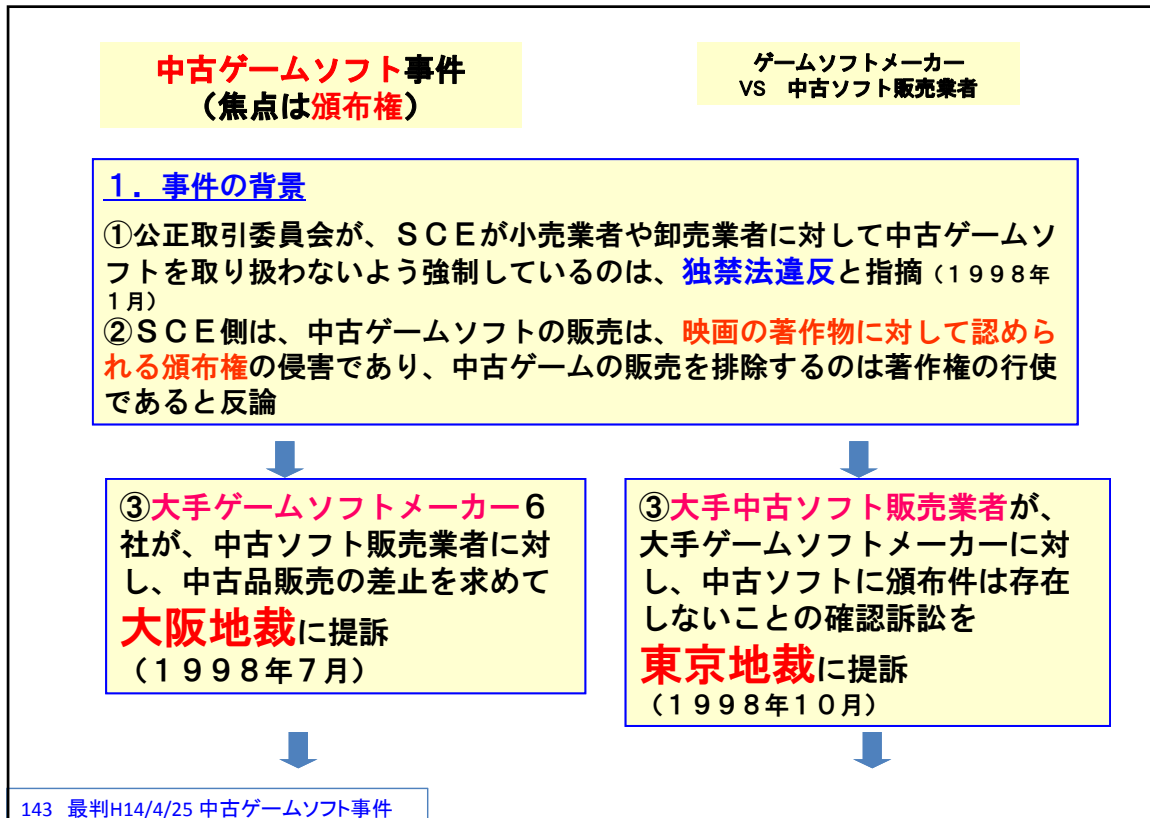 中古ゲームソフト事件
(焦点は頒布権)
ゲームソフトメーカー
VS　中古ソフト販売業者
１．事件の背景
①公正取引委員会が、ＳＣＥが小売業者や卸売業者に対して中古ゲームソ
フトを取り扱わないよう強制しているのは、独禁法違反と指摘（１９９８年
１月）
②ＳＣＥ側は、中古ゲームソフトの販売は、映画の著作物に対して認めら
れる頒布権の侵害であり、中古ゲームの販売を排除するのは著作権の行使
であると反論
③大手ゲームソフトメーカー６
社が、中古ソフト販売業者に対
し、中古品販売の差止を求めて
大阪地裁に提訴
（１９９８年７月）
③大手中古ソフト販売業者が、
大手ゲームソフトメーカーに対
し、中古ソフトに頒布件は存在
しないことの確認訴訟を
東京地裁に提訴
（１９９８年１０月）
143 最判H14/4/25 中古ゲームソフト事件